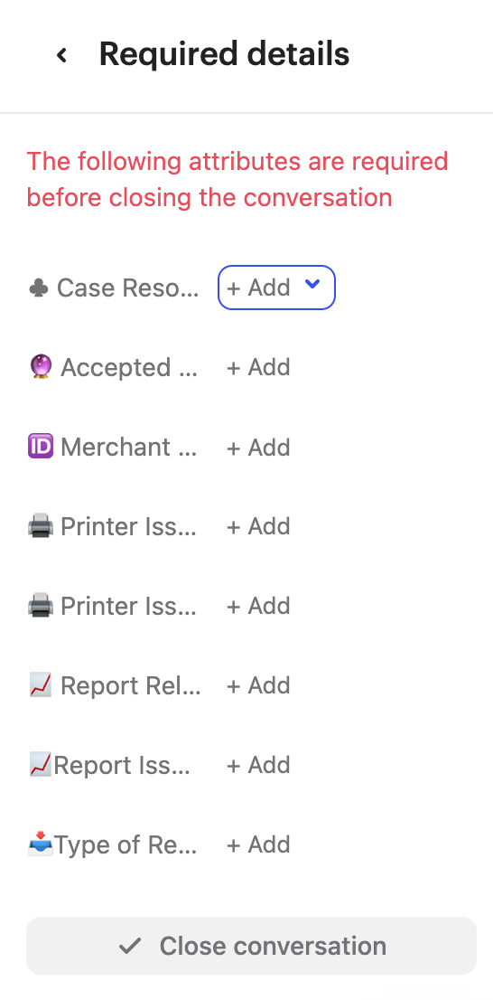 Required details
The following attributes are required
before closing the conversation
♣ Case Reso... + Add
🔮 Accepted ... + Add
🆔 Merchant ... + Add
🖨 Printer Iss... + Add
🖨 Printer Iss... + Add
📈 Report Rel... + Add
📈Report Iss... + Add
📥Type of Re... + Add
Close conversation